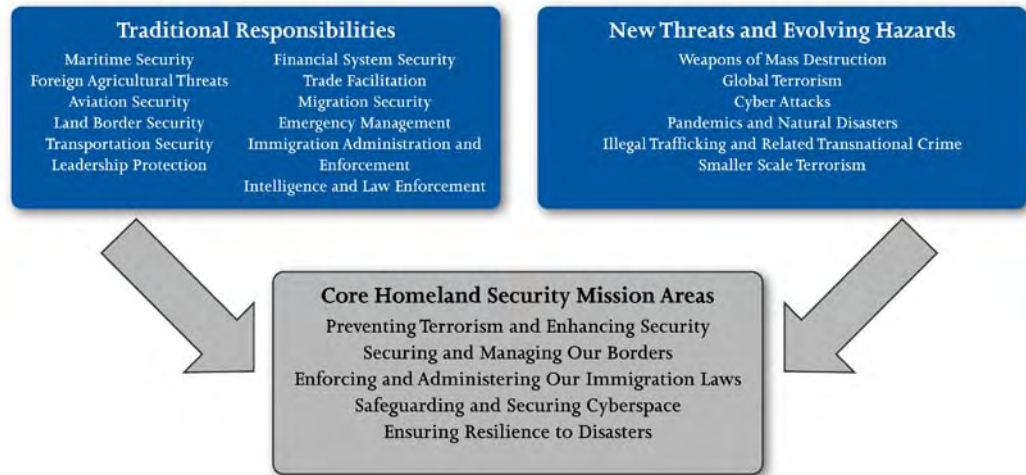 Traditional Responsibilities
Maritime Security
Foreign Agricultural Threats
Aviation Security
Land Border Security
Transportation Security
Leadership Protection
Financial System Security
Trade Facilitation
Migration Security
Emergency Management
Immigration Administration and
Enforcement
Intelligence and Law Enforcement
New Threats and Evolving Hazards
Weapons of Mass Destruction
Global Terrorism
Cyber Attacks
Pandemics and Natural Disasters
Illegal Trafficking and Related Transnational Crime
Smaller Scale Terrorism
Core Homeland Security Mission Areas
Preventing Terrorism and Enhancing Security
Securing and Managing Our Borders
Enforcing and Administering Our Immigration Laws
Safeguarding and Securing Cyberspace
Ensuring Resilience to Disasters